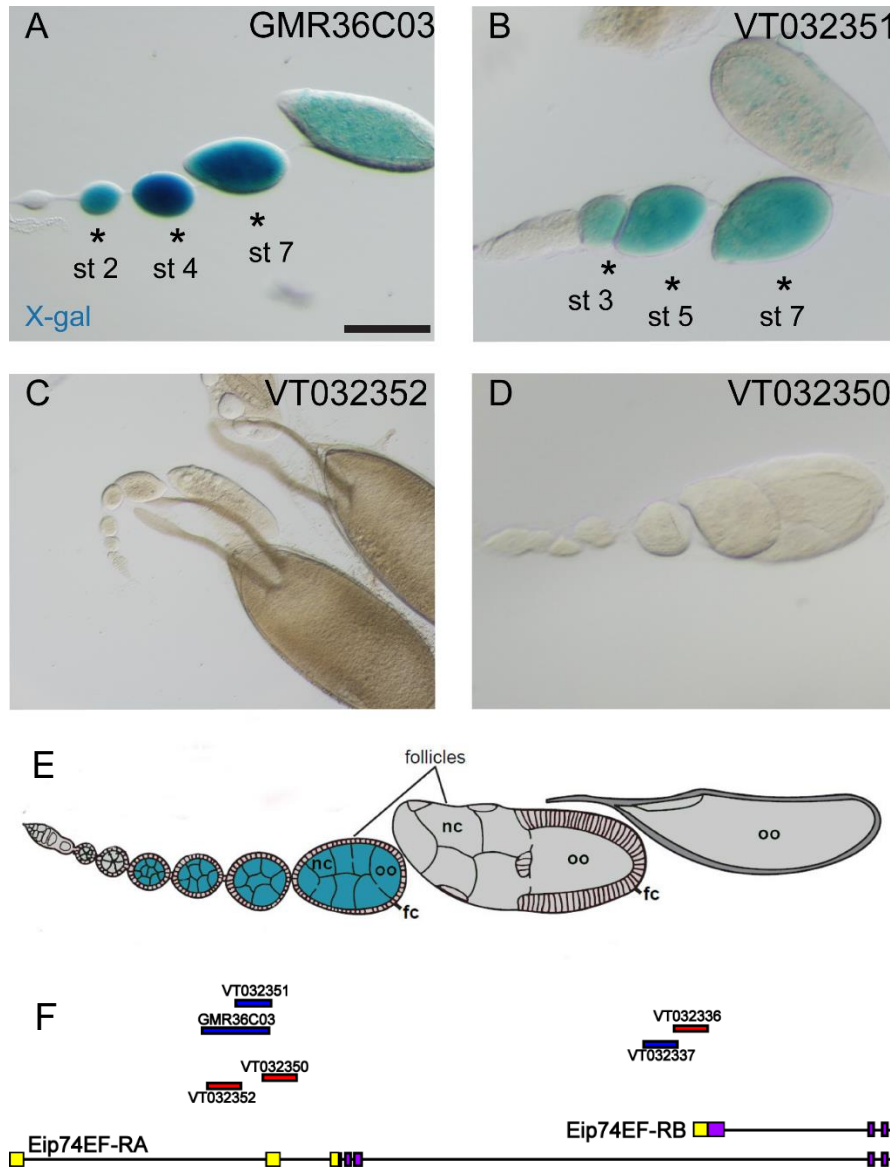 A GMR36C03
* * *
st 2 st 4 st 7
X-gal
B VT032351
* * *
st 3 st 5 st 7
C VT032352
D VT032350
E
follicles
nc oo nc oo oo
fc fc
F
VT032351
GMR36C03
VT032350
VT032352
VT032336
VT032337
Eip74EF-RB
Eip74EF-RA